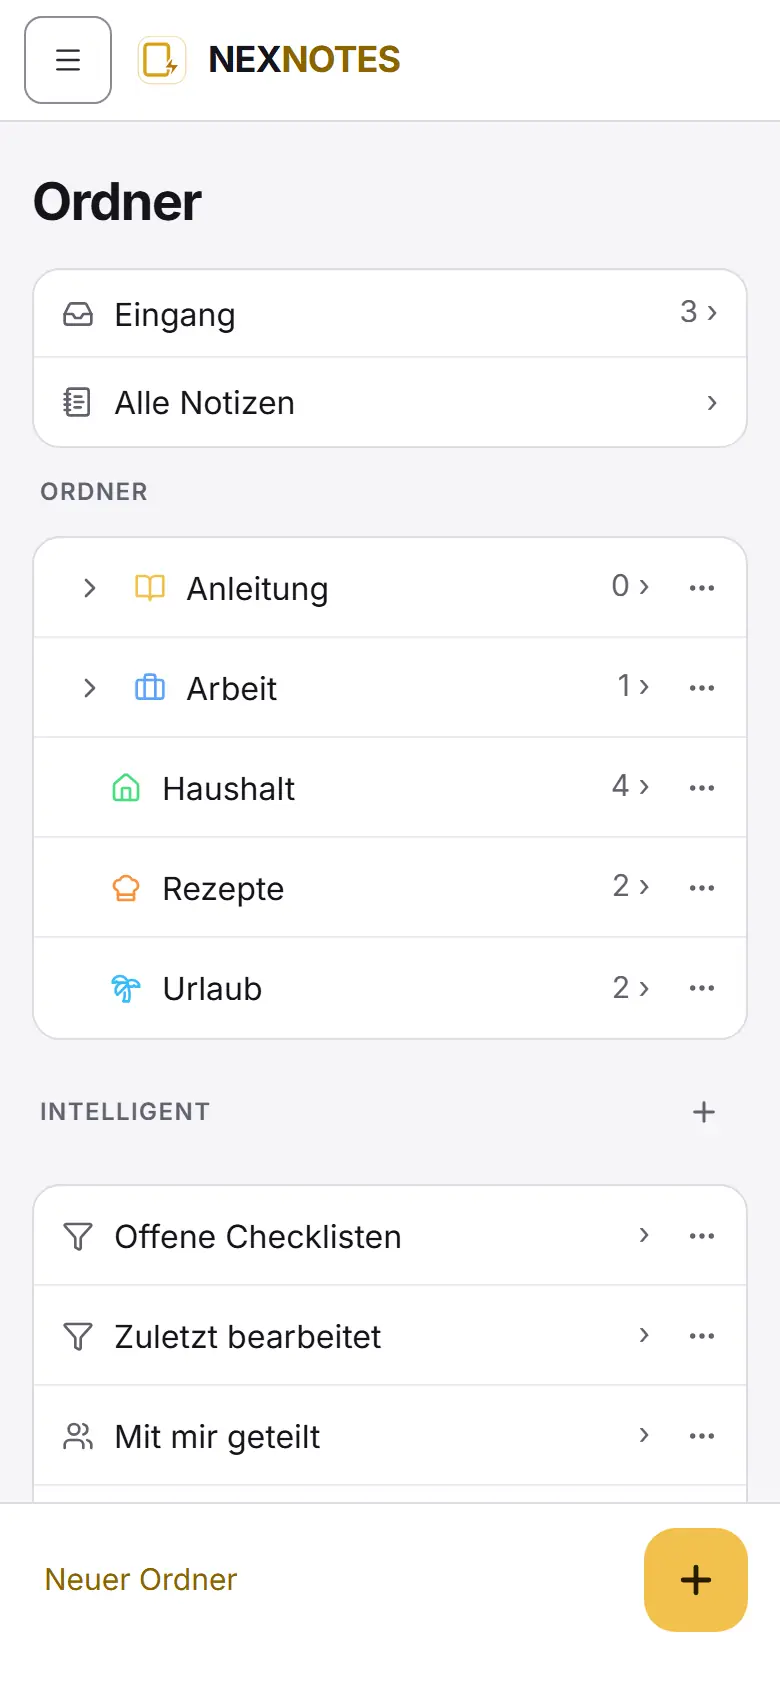 NEXNOTES
Ordner
Eingang 3 ›
Alle Notizen ›
ORDNER
Anleitung 0 › ···
Arbeit 1 › ···
Haushalt 4 › ···
Rezepte 2 › ···
Urlaub 2 › ···
INTELLIGENT +
Offene Checklisten › ···
Zuletzt bearbeitet › ···
Mit mir geteilt › ···
Neuer Ordner +